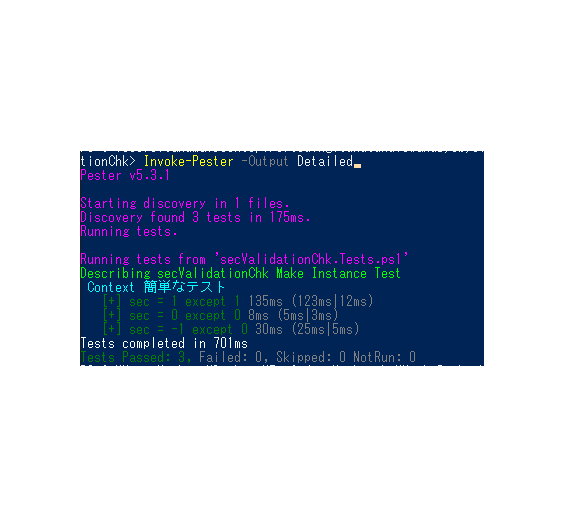 tionChk> Invoke-Pester -Output Detailed
Pester v5.3.1
Starting discovery in 1 files.
Discovery found 3 tests in 175ms.
Running tests.
Running tests from 'secValidationChk.Tests.ps1'
Describing secValidationChk Make Instance Test
Context 簡単なテスト
[+] sec = 1 except 1 135ms (123ms|12ms)
[+] sec = 0 except 0 8ms (5ms|3ms)
[+] sec = -1 except 0 30ms (25ms|5ms)
Tests completed in 701ms
Tests Passed: 3, Failed: 0, Skipped: 0 NotRun: 0